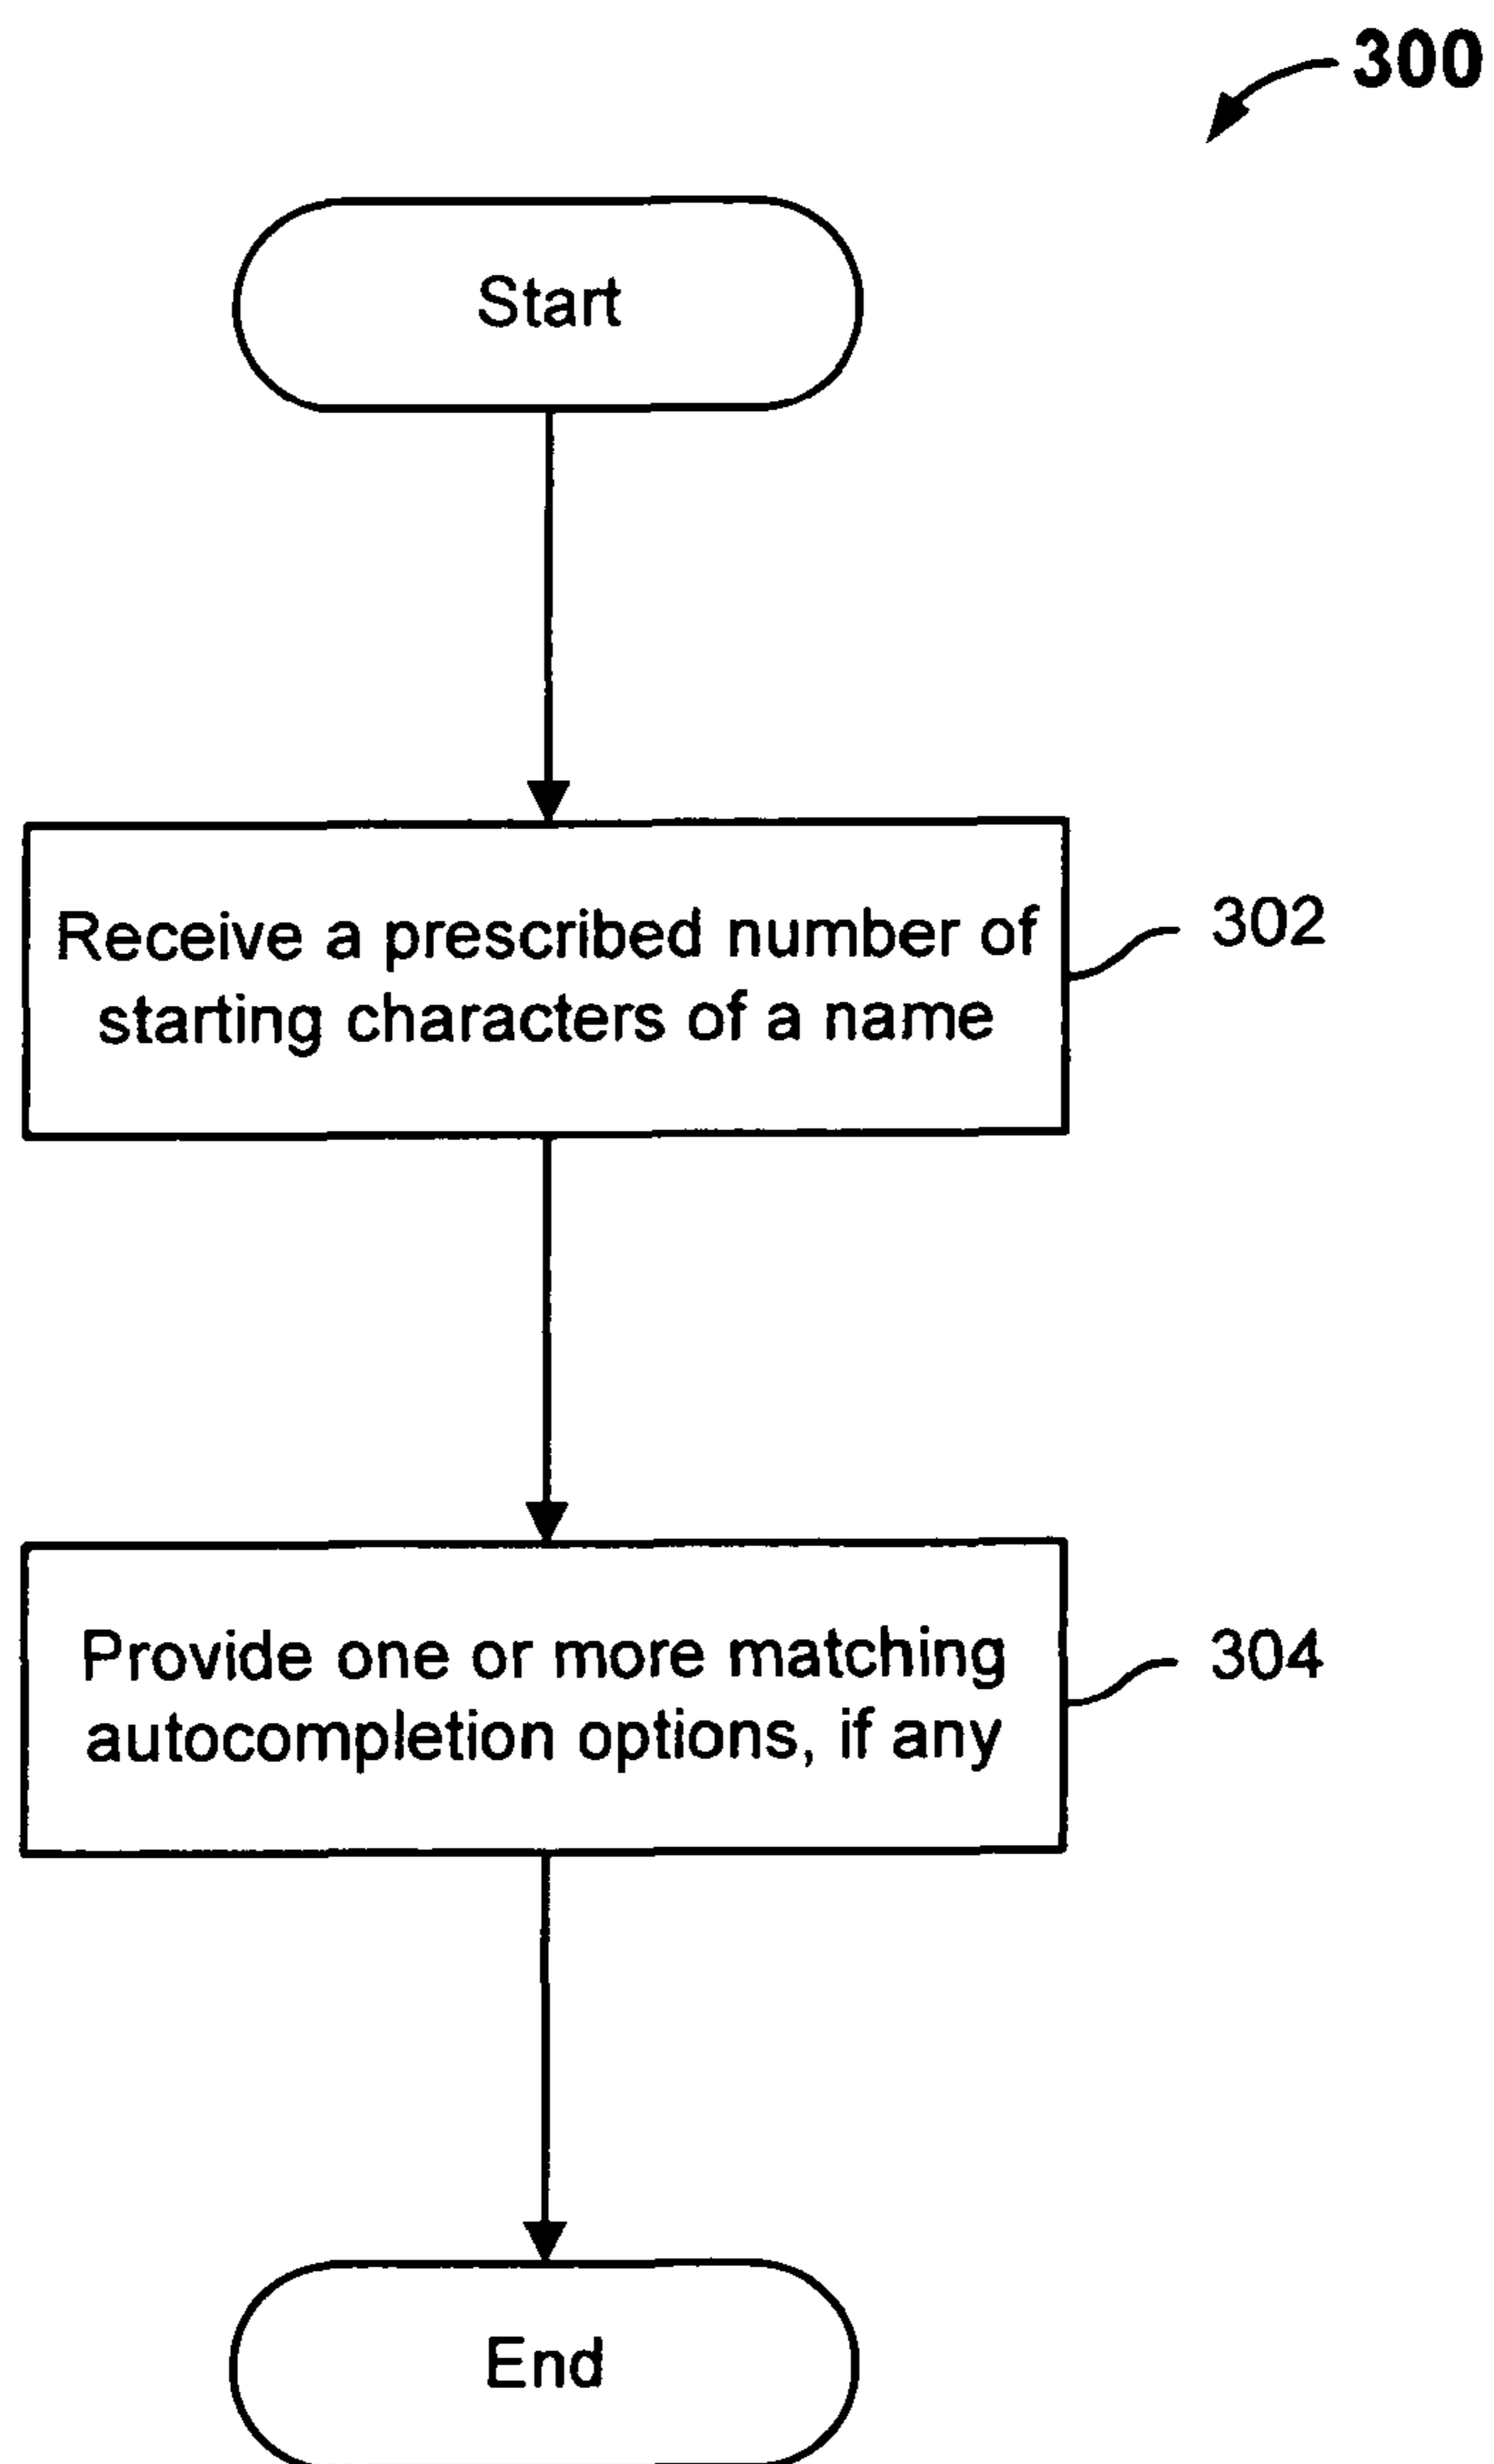 300
Start
Receive a prescribed number of
starting characters of a name
302
Provide one or more matching
autocompletion options, if any
304
End